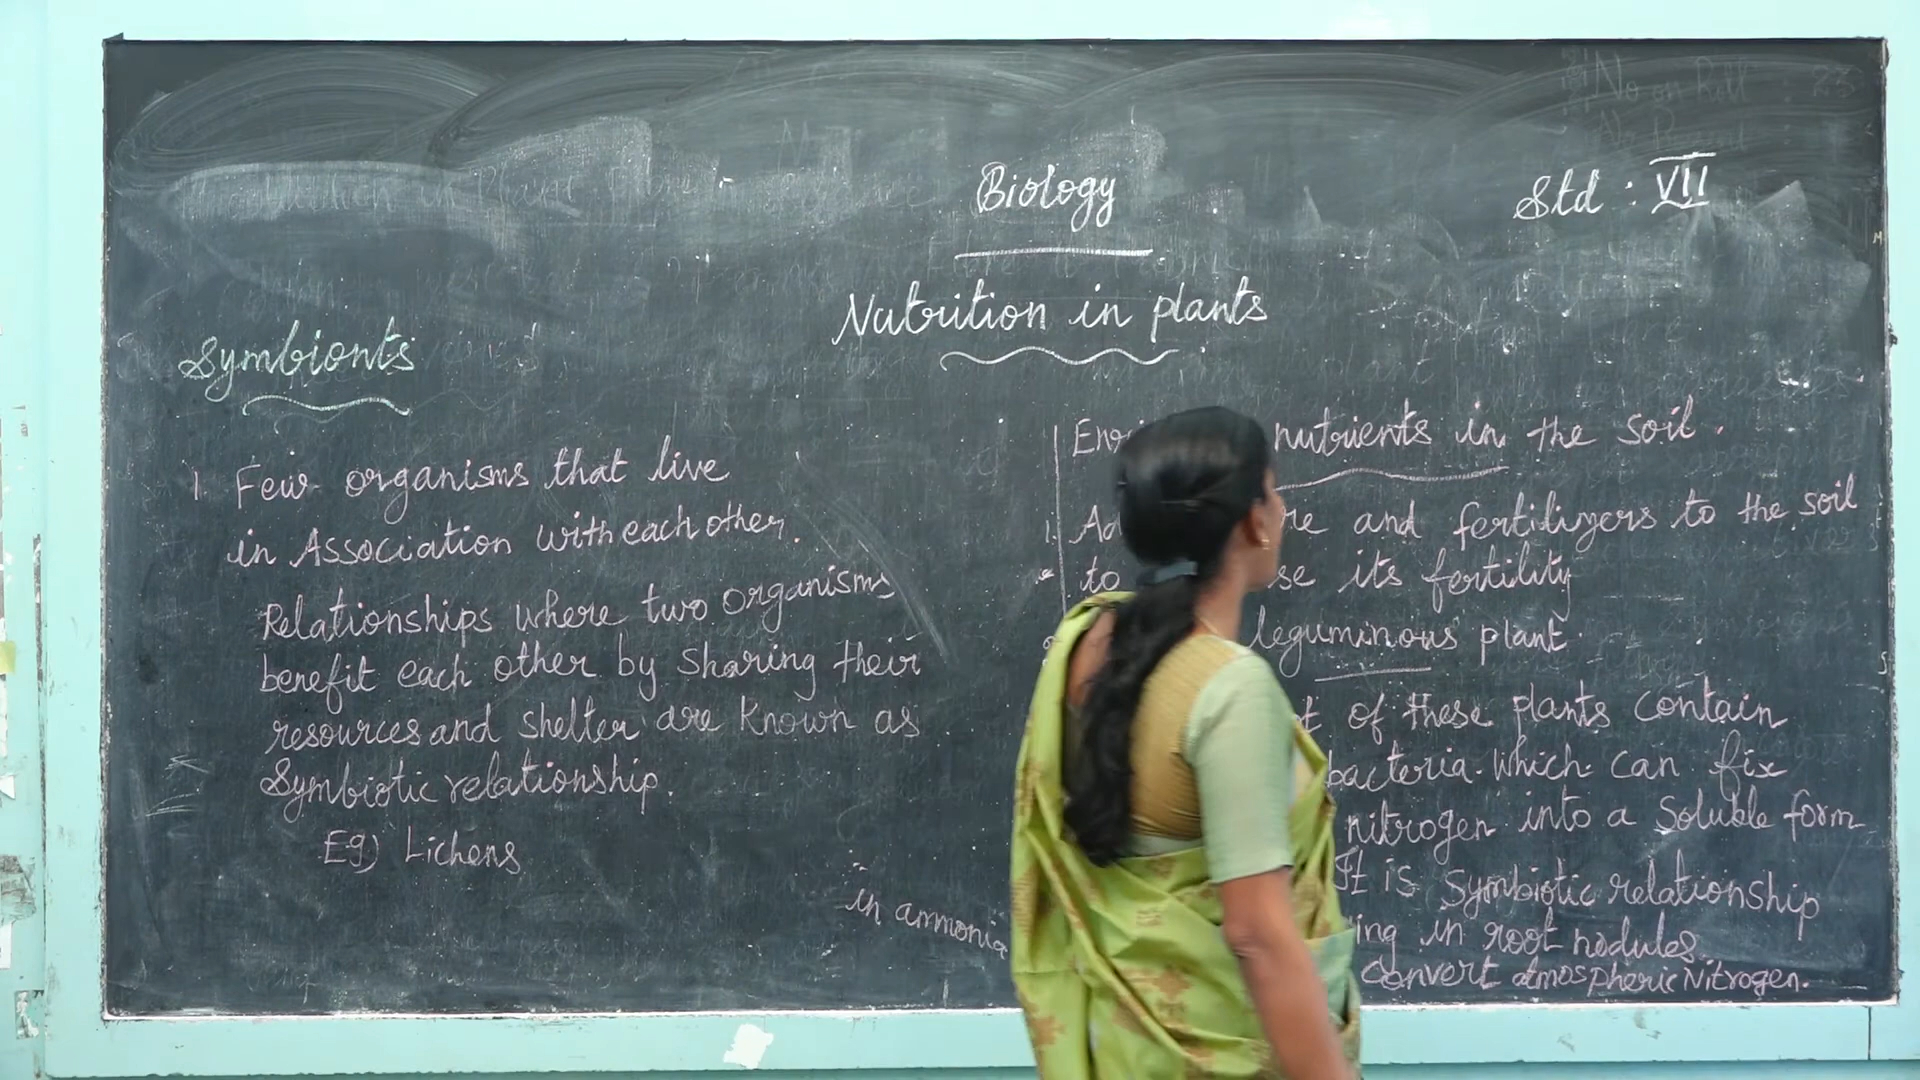 Biology
Std : VII
Nutrition in plants
Symbionts
1. Few organisms that live
in Association with each other.
Relationships where two organisms
benefit each other by sharing their
resources and shelter are known as
Symbiotic relationship.
Eg) Lichens
in ammonia
nutrients in the soil.
1. and fertilizers to the soil
to its fertility
leguminous plant.
of these plants contain
bacteria. Which can fix
nitrogen into a soluble form
It is symbiotic relationship
in root nodules.
Convert atmospheric Nitrogen.